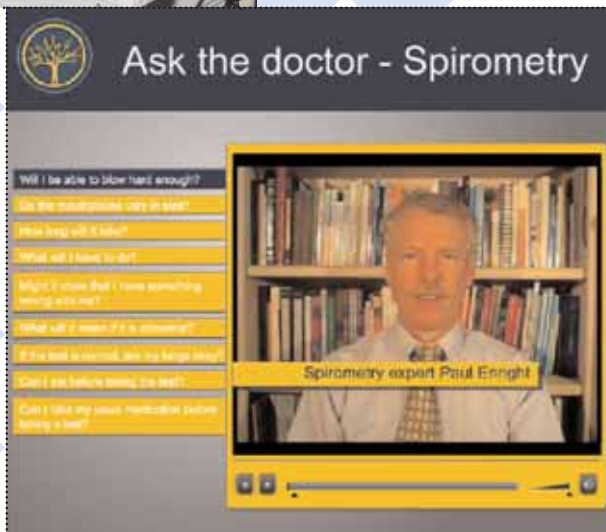 Ask the doctor - Spirometry
Will I be able to blow hard enough?
Do the mouthpieces vary in size?
How long will it take?
What will I have to do?
Might it show that I have something
wrong with me?
What will it mean if it is abnormal?
If the test is normal, are my lungs okay?
Can I eat before taking the test?
Can I take my usual medication before
taking a test?
Spirometry expert Paul Enright